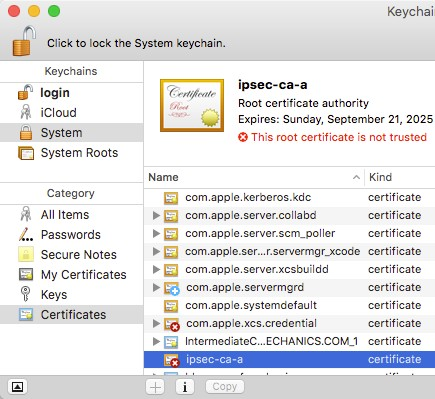 Keychain
Click to lock the System keychain.
Keychains
login
iCloud
System
System Roots
Category
All Items
Passwords
Secure Notes
My Certificates
Keys
Certificates
Certificate
Root
ipsec-ca-a
Root certificate authority
Expires: Sunday, September 21, 2025
This root certificate is not trusted
Name Kind
com.apple.kerberos.kdc certificate
com.apple.server.collabd certificate
com.apple.server.scm_poller certificate
com.apple.ser...r.servermgr_xcode certificate
com.apple.server.xcsbuildd certificate
com.apple.servermgrd certificate
com.apple.systemdefault certificate
com.apple.xcs.credential certificate
IntermediateC...ECHANICS.COM_1 certificate
ipsec-ca-a certificate
Copy